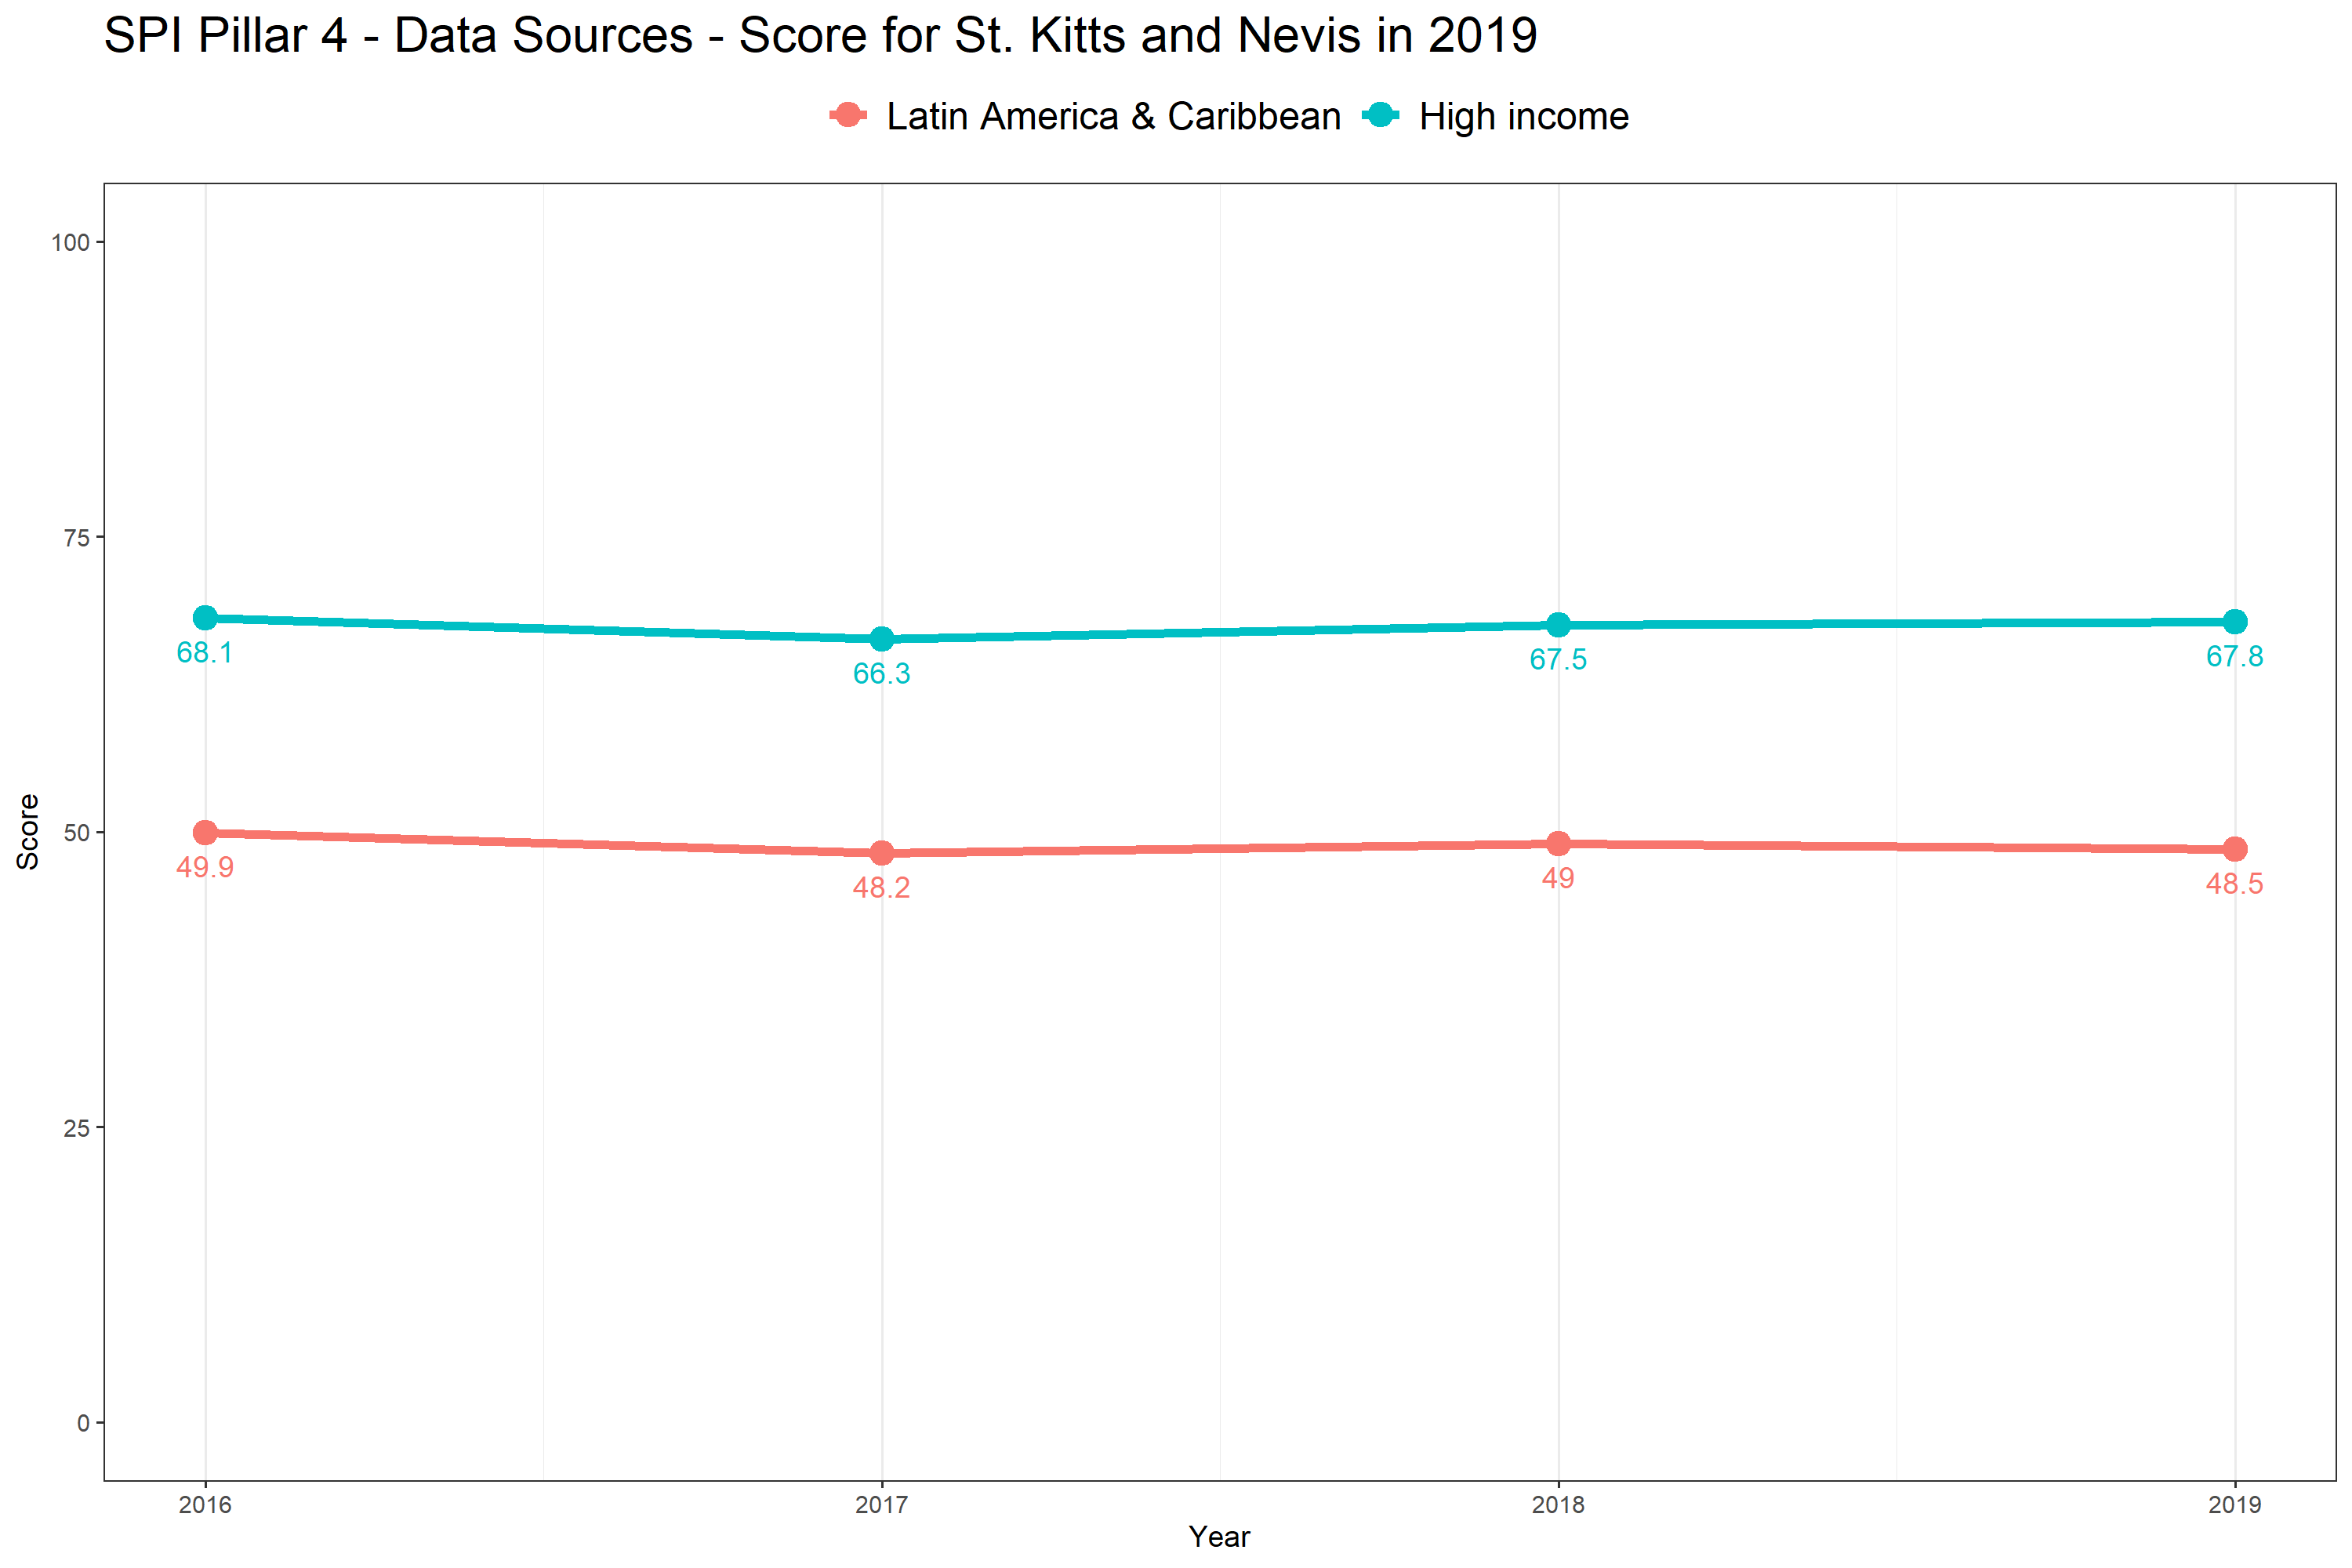 SPI Pillar 4 - Data Sources - Score for St. Kitts and Nevis in 2019
Latin America & Caribbean High income
100
75
50
25
0
Score
68.1 66.3 67.5 67.8
49.9 48.2 49 48.5
2016 2017 2018 2019
Year